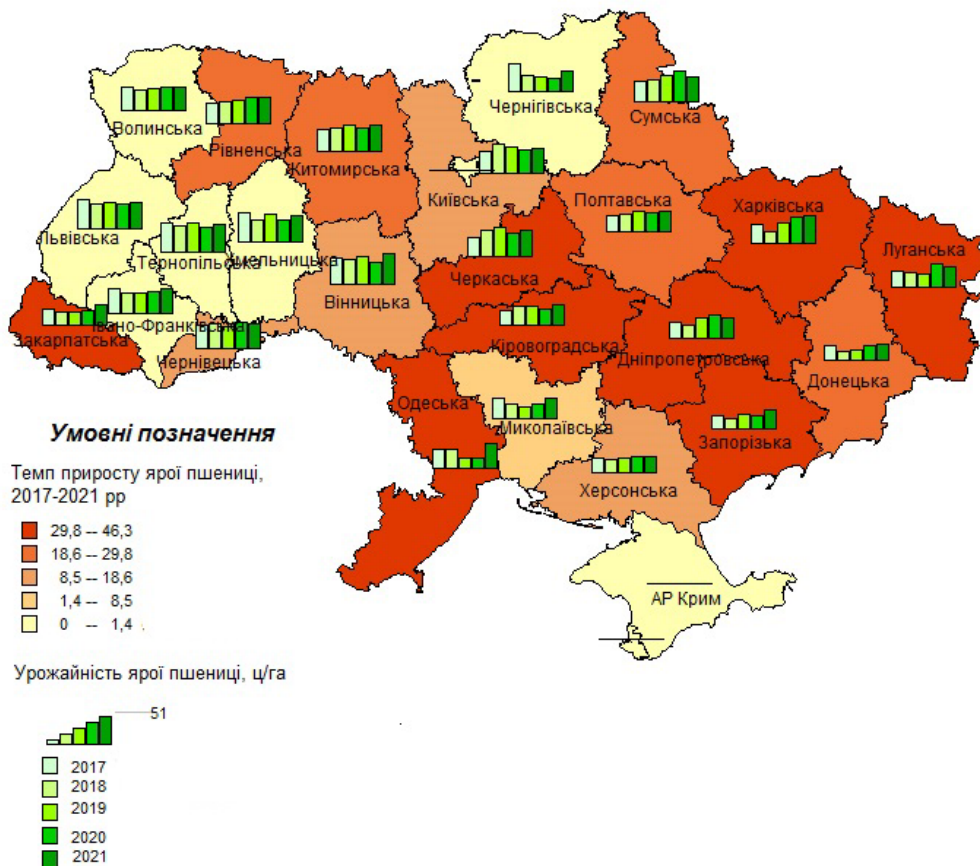 Чернігівська
Сумська
Волинська
Рівненська
Житомирська
Київська
Полтавська
Харківська
Луганська
Львівська
Тернопільська
мельницька
Вінницька
Черкаська
Івано-Франківська
Закарпатська
Чернівецька
Кіровоградська
Дніпропетровська
Донецька
Одеська
Миколаївська
Запорізька
Херсонська
АР Крим
Умовні позначення
Темп приросту ярої пшениці,
2017-2021 рр
29,8 -- 46,3
18,6 -- 29,8
8,5 -- 18,6
1,4 -- 8,5
0 -- 1,4
Урожайність ярої пшениці, ц/га
51
2017
2018
2019
2020
2021